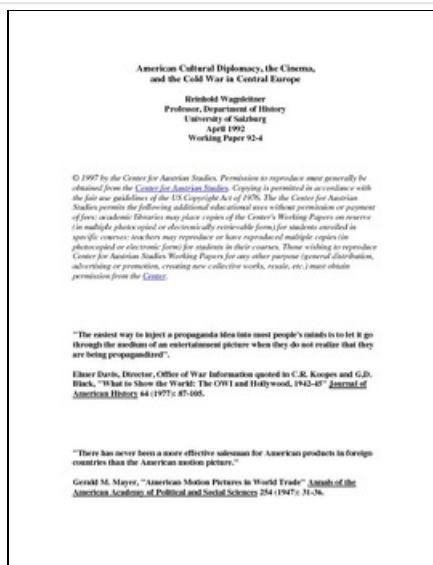 American Cultural Diplomacy, the Cinema,
and the Cold War in Central Europe
Reinhold Wagnleitner
Professor, Department of History
University of Salzburg
April 1992
Working Paper 92-4
© 1997 by the Center for Austrian Studies. Permission to reproduce must generally be
obtained from the Center for Austrian Studies. Copying is permitted in accordance with
the fair use guidelines of the US Copyright Act of 1976. The the Center for Austrian
Studies permits the following additional educational uses without permission or payment
of fees: academic libraries may place copies of the Center's Working Papers on reserve
(in multiple photocopied or electronically retrievable form) for students enrolled in
specific courses; teachers may reproduce or have reproduced multiple copies (in
photocopied or electronic form) for students in their courses. Those wishing to reproduce
Center for Austrian Studies Working Papers for any other purpose (general distribution,
advertising or promotion, creating new collective works, resale, etc.) must obtain
permission from the Center.
"The easiest way to inject a propaganda idea into most people's minds is to let it go
through the medium of an entertainment picture when they do not realize that they
are being propagandized".
Elmer Davis, Director, Office of War Information quoted in C.R. Koopes and G.D.
Black, "What to Show the World: The OWI and Hollywood, 1942-45" Journal of
American History 64 (1977): 87-105.
"There has never been a more effective salesman for American products in foreign
countries than the American motion picture."
Gerald M. Mayer, "American Motion Pictures in World Trade" Annals of the
American Academy of Political and Social Sciences 254 (1947): 31-36.